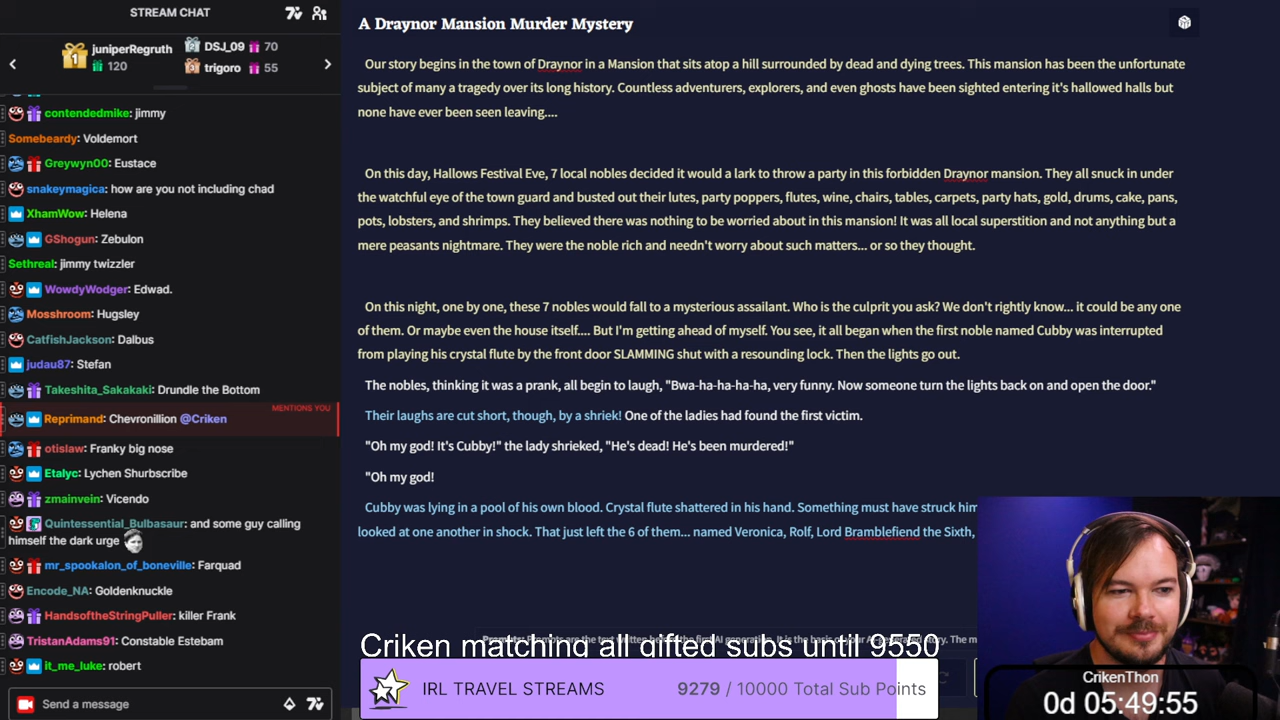 STREAM CHAT
juniperRegruth
120
DSJ_09 70
trigoro 55
contendedmike: jimmy
Somebeardy: Voldemort
Greywyn00: Eustace
snakeymagica: how are you not including chad
XhamWow: Helena
GShogun: Zebulon
Sethreal: jimmy twizzler
WowdyWodger: Edwad.
Mosshroom: Hugsley
CatfishJackson: Dalbus
judau87: Stefan
Takeshita_Sakakaki: Drundle the Bottom
MENTIONS YOU
Reprimand: Chevronillion @Criken
otislaw: Franky big nose
Etalyc: Lychen Shurbscribe
zmainvein: Vicendo
Quintessential_Bulbasaur: and some guy calling
himself the dark urge
mr_spookalon_of_boneville: Farquad
Encode_NA: Goldenknuckle
HandsoftheStringPuller: killer Frank
TristanAdams91: Constable Estebam
it_me_luke: robert
Send a message
A Draynor Mansion Murder Mystery
Our story begins in the town of Draynor in a Mansion that sits atop a hill surrounded by dead and dying trees. This mansion has been the unfortunate
subject of many a tragedy over its long history. Countless adventurers, explorers, and even ghosts have been sighted entering it's hallowed halls but
none have ever been seen leaving....
On this day, Hallows Festival Eve, 7 local nobles decided it would a lark to throw a party in this forbidden Draynor mansion. They all snuck in under
the watchful eye of the town guard and busted out their lutes, party poppers, flutes, wine, chairs, tables, carpets, party hats, gold, drums, cake, pans,
pots, lobsters, and shrimps. They believed there was nothing to be worried about in this mansion! It was all local superstition and not anything but a
mere peasants nightmare. They were the noble rich and needn't worry about such matters... or so they thought.
On this night, one by one, these 7 nobles would fall to a mysterious assailant. Who is the culprit you ask? We don't rightly know... it could be any one
of them. Or maybe even the house itself.... But I'm getting ahead of myself. You see, it all began when the first noble named Cubby was interrupted
from playing his crystal flute by the front door SLAMMING shut with a resounding lock. Then the lights go out.
The nobles, thinking it was a prank, all begin to laugh, "Bwa-ha-ha-ha-ha, very funny. Now someone turn the lights back on and open the door."
Their laughs are cut short, though, by a shriek! One of the ladies had found the first victim.
"Oh my god! It's Cubby!" the lady shrieked, "He's dead! He's been murdered!"
"Oh my god!
Cubby was lying in a pool of his own blood. Crystal flute shattered in his hand. Something must have struck him
looked at one another in shock. That just left the 6 of them... named Veronica, Rolf, Lord Bramblefiend the Sixth,
Criken matching all gifted subs until 9550
IRL TRAVEL STREAMS 9279 / 10000 Total Sub Points
CrikenThon
0d 05:49:55